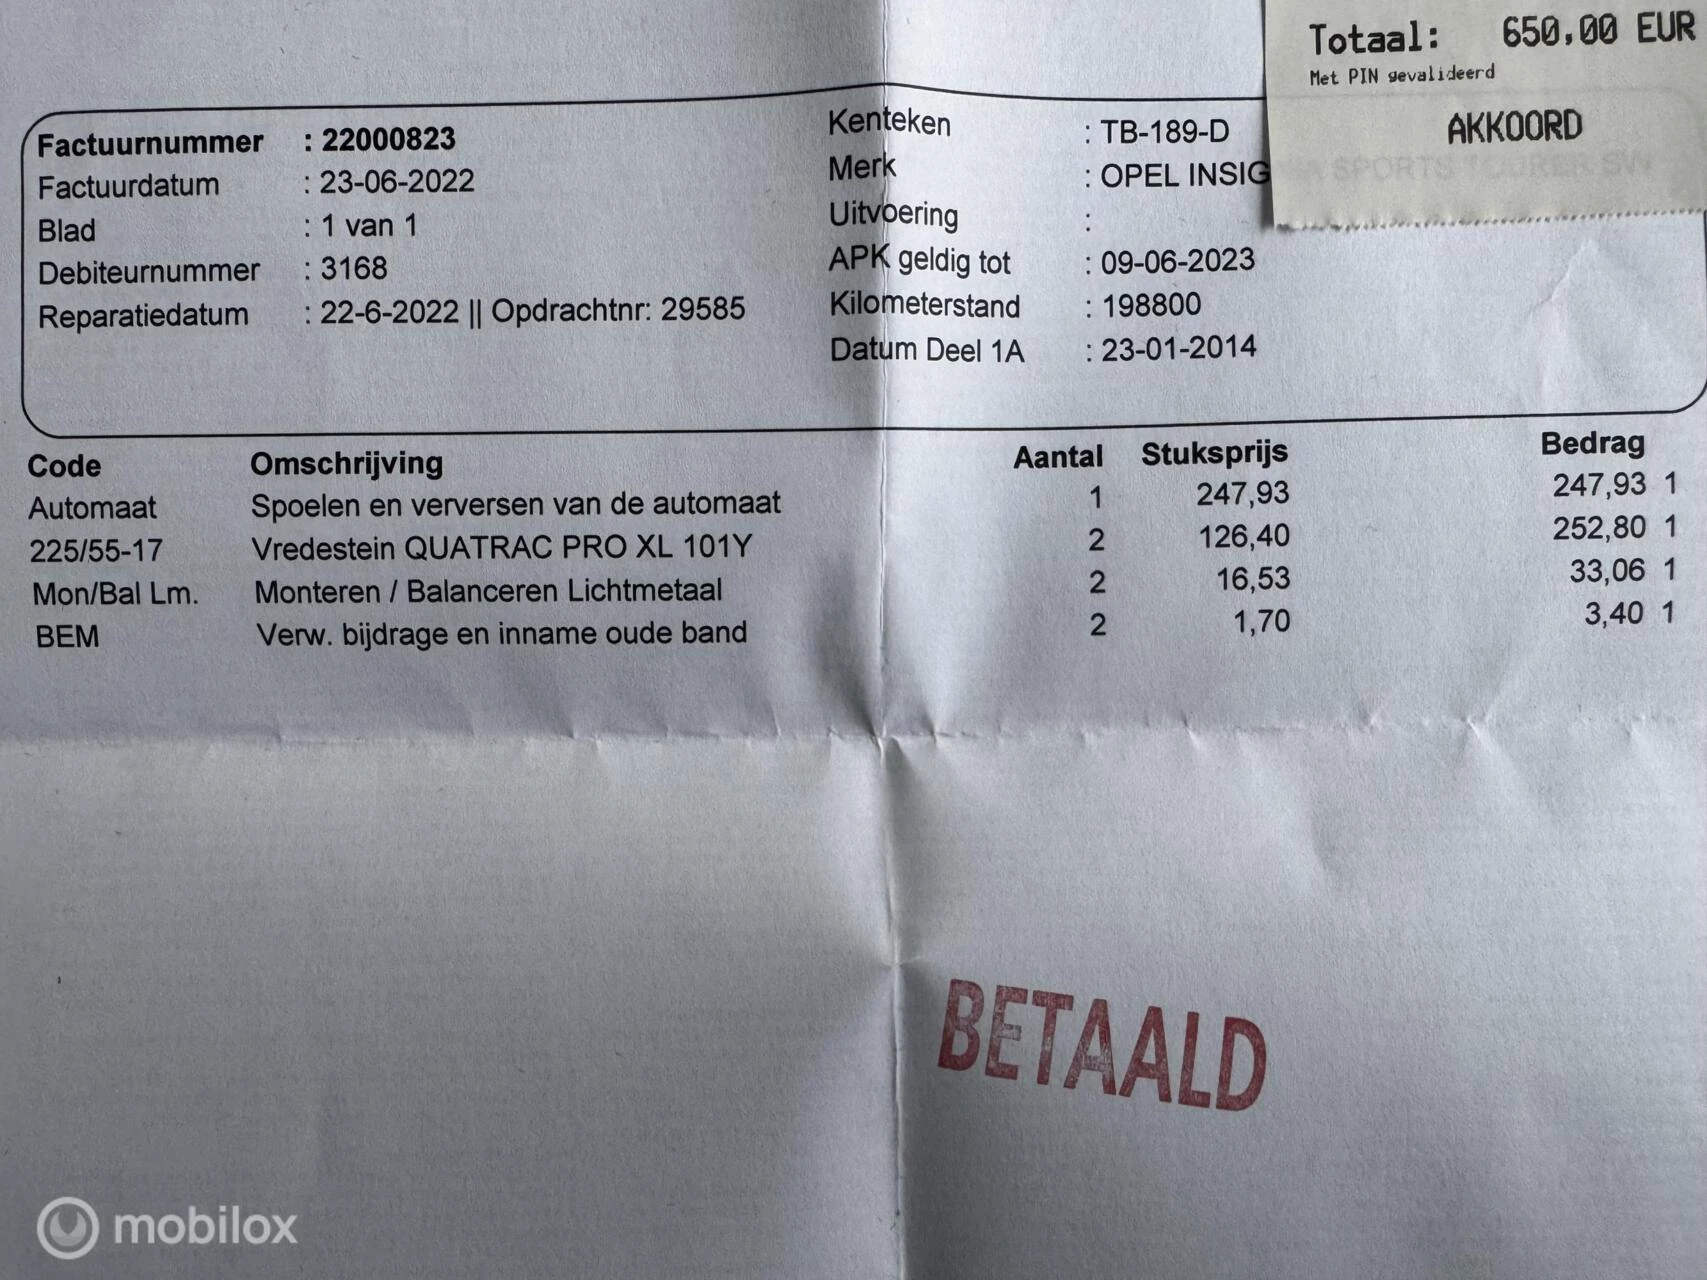 Totaal: 650,00 EUR
Met PIN gevalideerd
AKKOORD
Factuurnummer : 22000823
Factuurdatum : 23-06-2022
Blad : 1 van 1
Debiteurnummer : 3168
Reparatiedatum : 22-6-2022 || Opdrachtnr: 29585
Kenteken : TB-189-D
Merk : OPEL INSIG SPORTS TOURER SW
Uitvoering :
APK geldig tot : 09-06-2023
Kilometerstand : 198800
Datum Deel 1A : 23-01-2014
Code Omschrijving Aantal Stuksprijs Bedrag
Automaat Spoelen en verversen van de automaat 1 247,93 247,93 1
225/55-17 Vredestein QUATRAC PRO XL 101Y 2 126,40 252,80 1
Mon/Bal Lm. Monteren / Balanceren Lichtmetaal 2 16,53 33,06 1
BEM Verw. bijdrage en inname oude band 2 1,70 3,40 1
BETAALD
mobilox